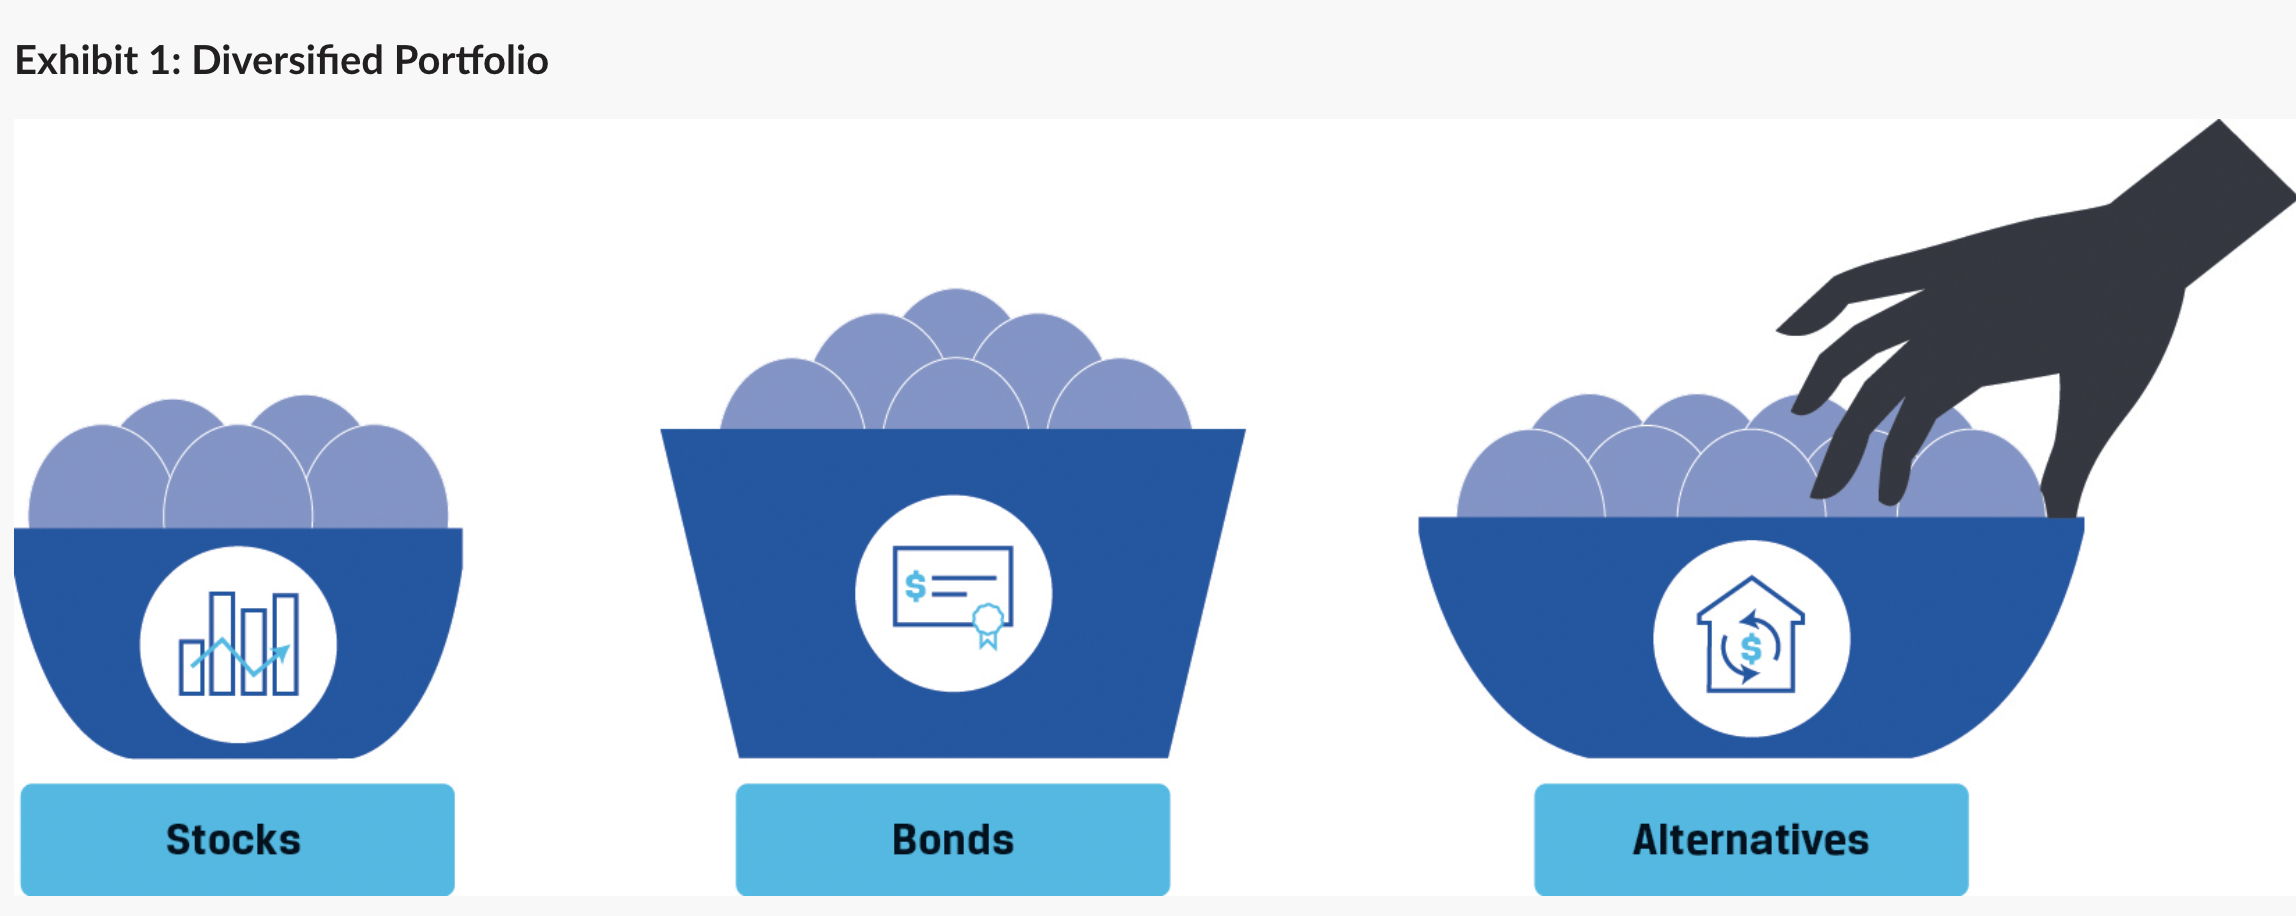 Exhibit 1: Diversified Portfolio
$
$
Stocks
Bonds
Alternatives